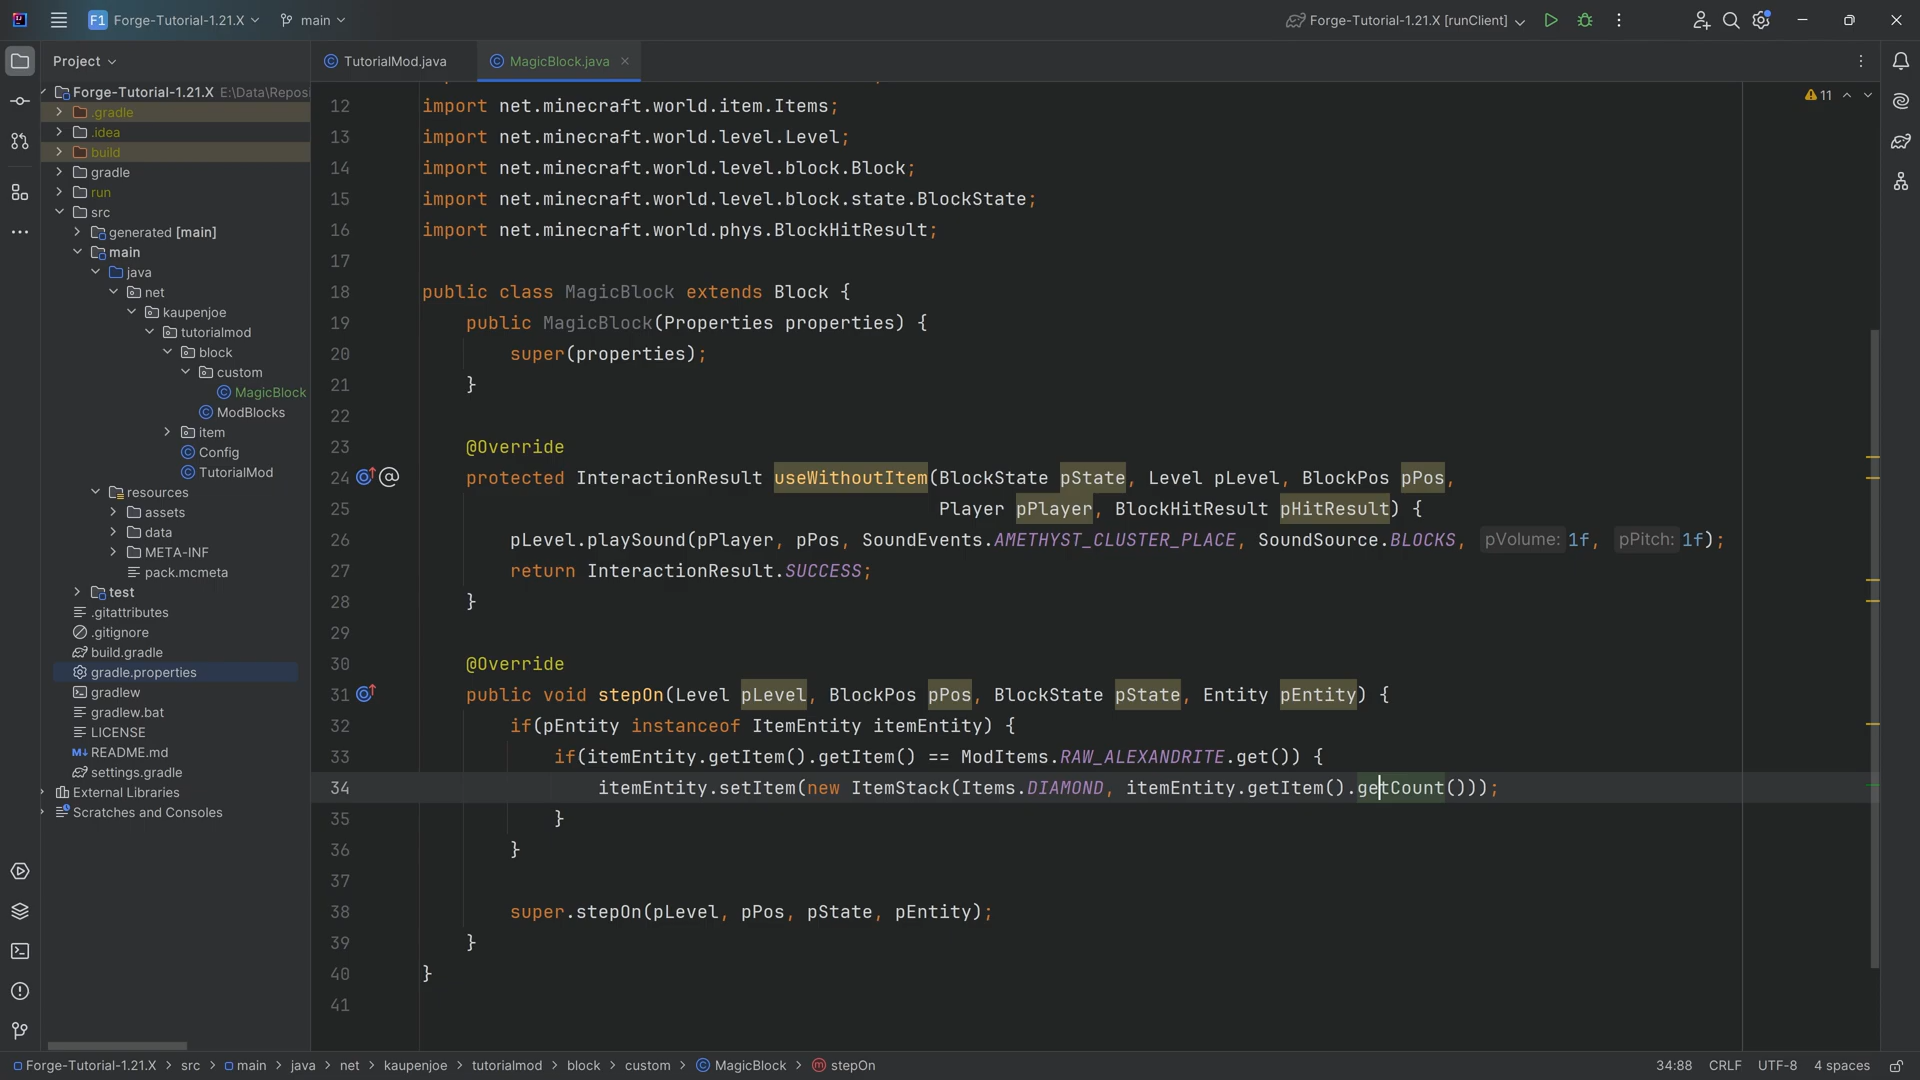 F1 Forge-Tutorial-1.21.X main Forge-Tutorial-1.21.X [runClient]
Project
TutorialMod.java MagicBlock.java
Forge-Tutorial-1.21.X E:\Data\Repos
.gradle
.idea
build
gradle
run
src
generated [main]
main
java
net
kaupenjoe
tutorialmod
block
custom
MagicBlock
ModBlocks
item
Config
TutorialMod
resources
assets
data
META-INF
pack.mcmeta
test
.gitattributes
.gitignore
build.gradle
gradle.properties
gradlew
gradlew.bat
LICENSE
README.md
settings.gradle
External Libraries
Scratches and Consoles
11
12 import net.minecraft.world.item.Items;
13 import net.minecraft.world.level.Level;
14 import net.minecraft.world.level.block.Block;
15 import net.minecraft.world.level.block.state.BlockState;
16 import net.minecraft.world.phys.BlockHitResult;
17
18 public class MagicBlock extends Block {
19 public MagicBlock(Properties properties) {
20 super(properties);
21 }
22
23 @Override
24 protected InteractionResult useWithoutItem(BlockState pState, Level pLevel, BlockPos pPos,
25 Player pPlayer, BlockHitResult pHitResult) {
26 pLevel.playSound(pPlayer, pPos, SoundEvents.AMETHYST_CLUSTER_PLACE, SoundSource.BLOCKS, pVolume: 1f, pPitch: 1f);
27 return InteractionResult.SUCCESS;
28 }
29
30 @Override
31 public void stepOn(Level pLevel, BlockPos pPos, BlockState pState, Entity pEntity) {
32 if(pEntity instanceof ItemEntity itemEntity) {
33 if(itemEntity.getItem().getItem() == ModItems.RAW_ALEXANDRITE.get()) {
34 itemEntity.setItem(new ItemStack(Items.DIAMOND, itemEntity.getItem().getCount()));
35 }
36 }
37
38 super.stepOn(pLevel, pPos, pState, pEntity);
39 }
40 }
41
Forge-Tutorial-1.21.X > src > main > java > net > kaupenjoe > tutorialmod > block > custom > MagicBlock > stepOn 34:88 CRLF UTF-8 4 spaces